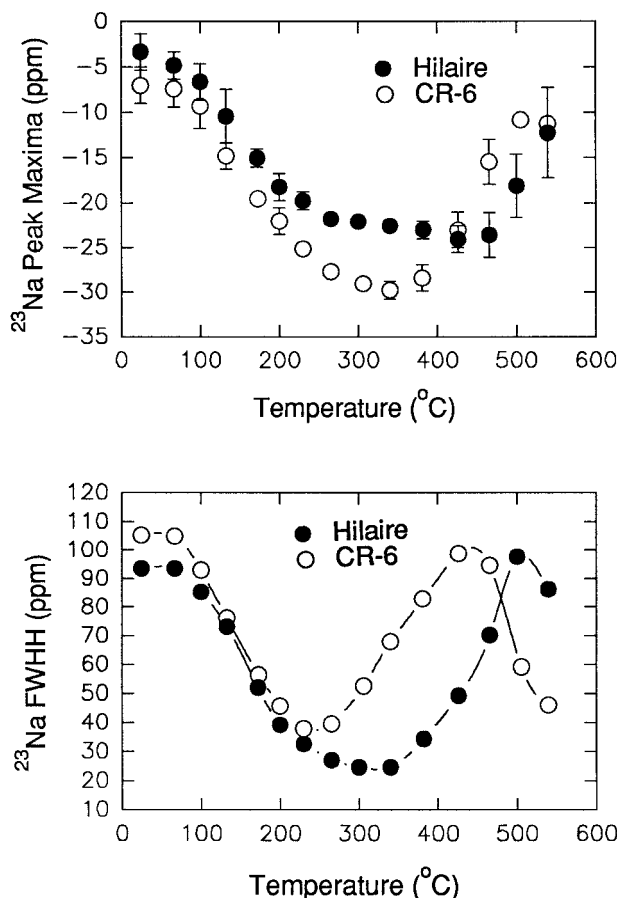 0
−5
−10
−15
−20
−25
−30
−35
²³Na Peak Maxima (ppm)
Hilaire
CR-6
0 100 200 300 400 500 600
Temperature (°C)
120
110
100
90
80
70
60
50
40
30
20
10
²³Na FWHH (ppm)
Hilaire
CR-6
0 100 200 300 400 500 600
Temperature (°C)